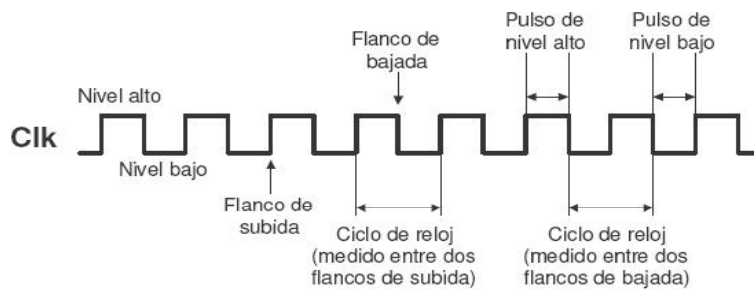 Flanco de
bajada
Pulso de
nivel alto
Pulso de
nivel bajo
Nivel alto
Clk
Nivel bajo
Flanco de
subida
Ciclo de reloj
(medido entre dos
flancos de subida)
Ciclo de reloj
(medido entre dos
flancos de bajada)